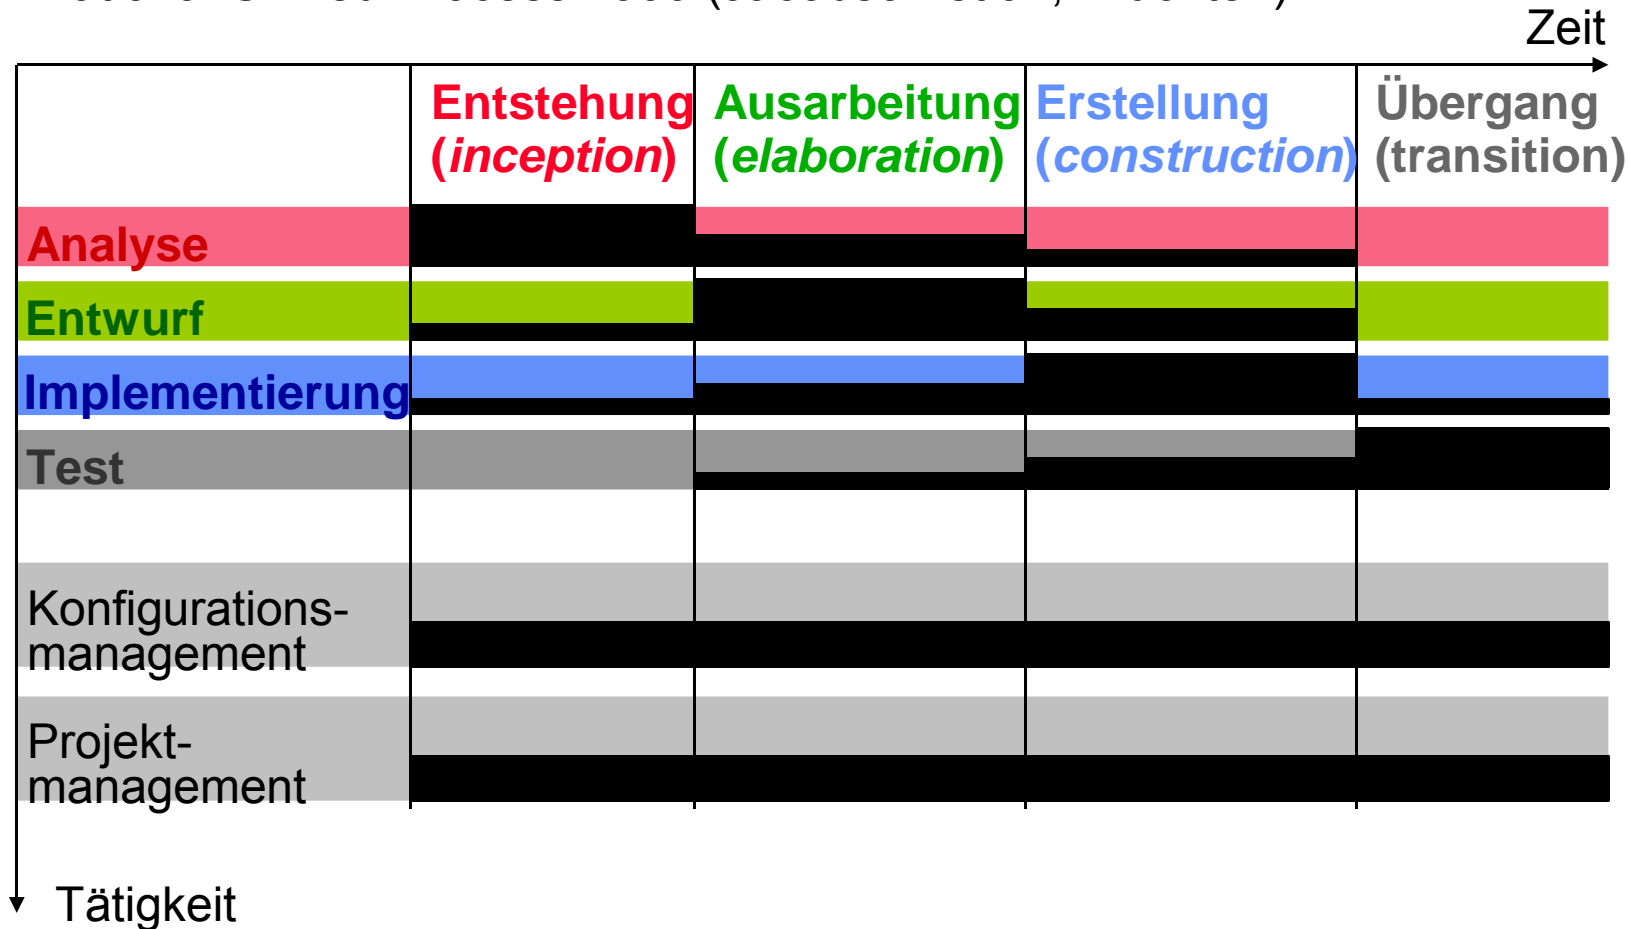 Zeit
Entstehung Ausarbeitung Erstellung Übergang
(inception) (elaboration) (construction) (transition)
Analyse
Entwurf
Implementierung
Test
Konfigurations-
management
Projekt-
management
Tätigkeit